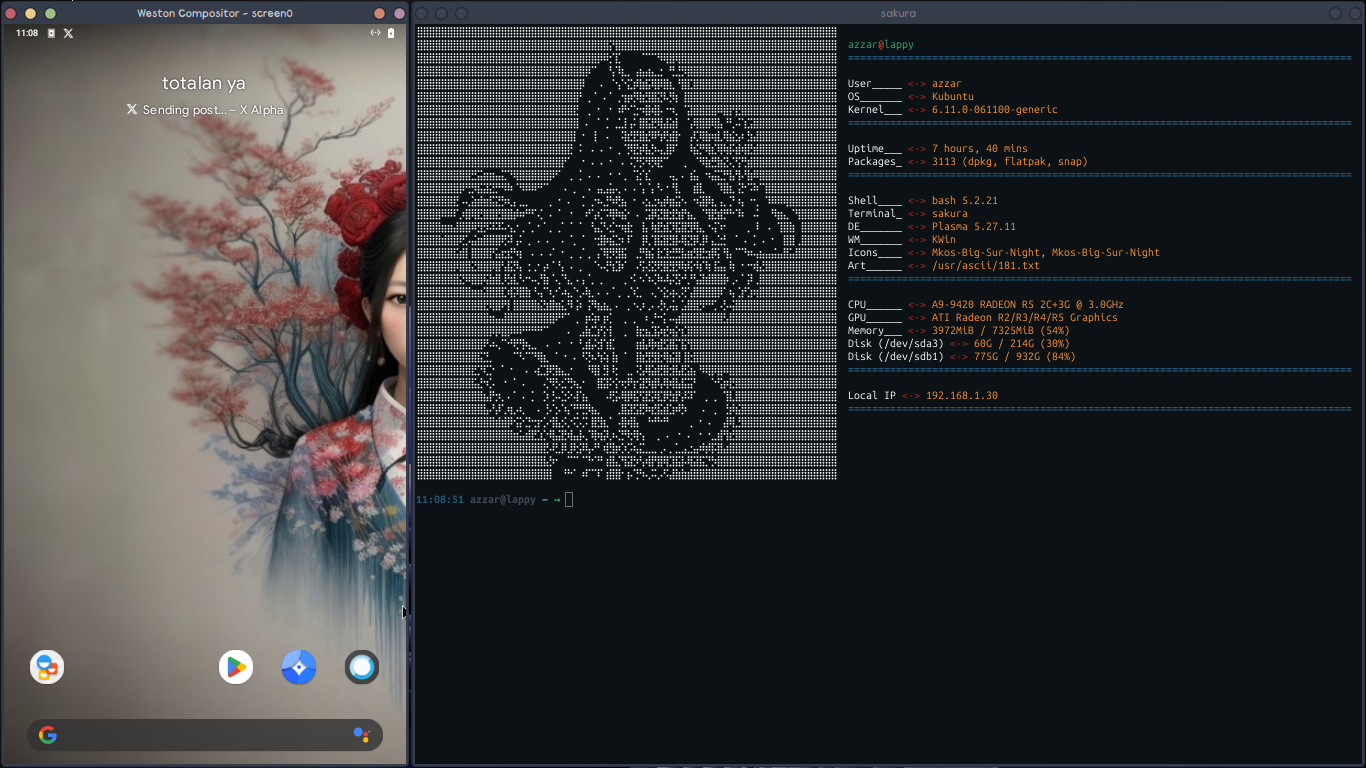 Weston Compositor - screen0
11:08
totalan ya
Sending post... – X Alpha
sakura
azzar@lappy
User_____ <-> azzar
OS_______ <-> Kubuntu
Kernel___ <-> 6.11.0-061100-generic
Uptime___ <-> 7 hours, 40 mins
Packages_ <-> 3113 (dpkg, flatpak, snap)
Shell____ <-> bash 5.2.21
Terminal_ <-> sakura
DE_______ <-> Plasma 5.27.11
WM_______ <-> KWin
Icons____ <-> Mkos-Big-Sur-Night, Mkos-Big-Sur-Night
Art______ <-> /usr/ascii/181.txt
CPU______ <-> A9-9420 RADEON R5 2C+3G @ 3.0GHz
GPU______ <-> ATI Radeon R2/R3/R4/R5 Graphics
Memory___ <-> 3972MiB / 7325MiB (54%)
Disk (/dev/sda3) <-> 60G / 214G (30%)
Disk (/dev/sdb1) <-> 775G / 932G (84%)
Local IP <-> 192.168.1.30
11:08:51 azzar@lappy ~ →